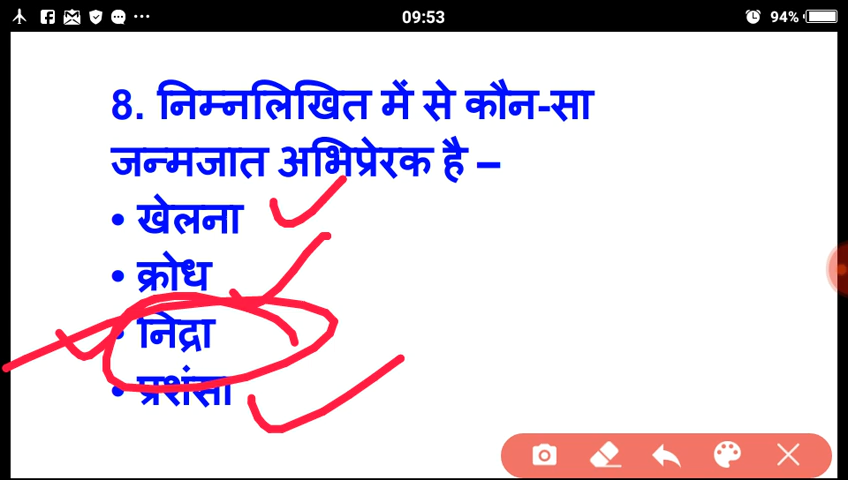 09:53
94%
8. निम्नलिखित में से कौन-सा
जन्मजात अभिप्रेरक है –
• खेलना
• क्रोध
• निद्रा
• प्रशंसा